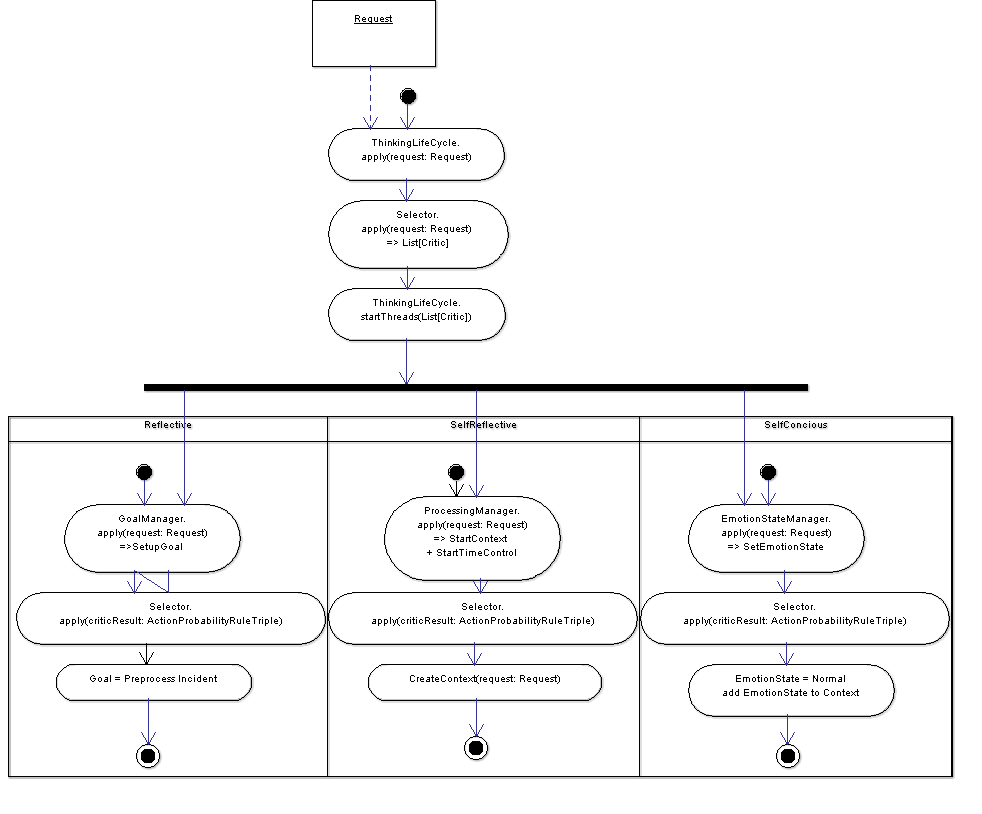 Request
ThinkingLifeCycle.
apply(request: Request)
Selector.
apply(request: Request)
=> List[Critic]
ThinkingLifeCycle.
startThreads(List[Critic])
Reflective
SelfReflective
SelfConcious
GoalManager.
apply(request: Request)
=>SetupGoal
ProcessingManager.
apply(request: Request)
=> StartContext
+ StartTimeControl
EmotionStateManager.
apply(request: Request)
=> SetEmotionState
Selector.
apply(criticResult: ActionProbabilityRuleTriple)
Selector.
apply(criticResult: ActionProbabilityRuleTriple)
Selector.
apply(criticResult: ActionProbabilityRuleTriple)
Goal = Preprocess Incident
CreateContext(request: Request)
EmotionState = Normal
add EmotionState to Context